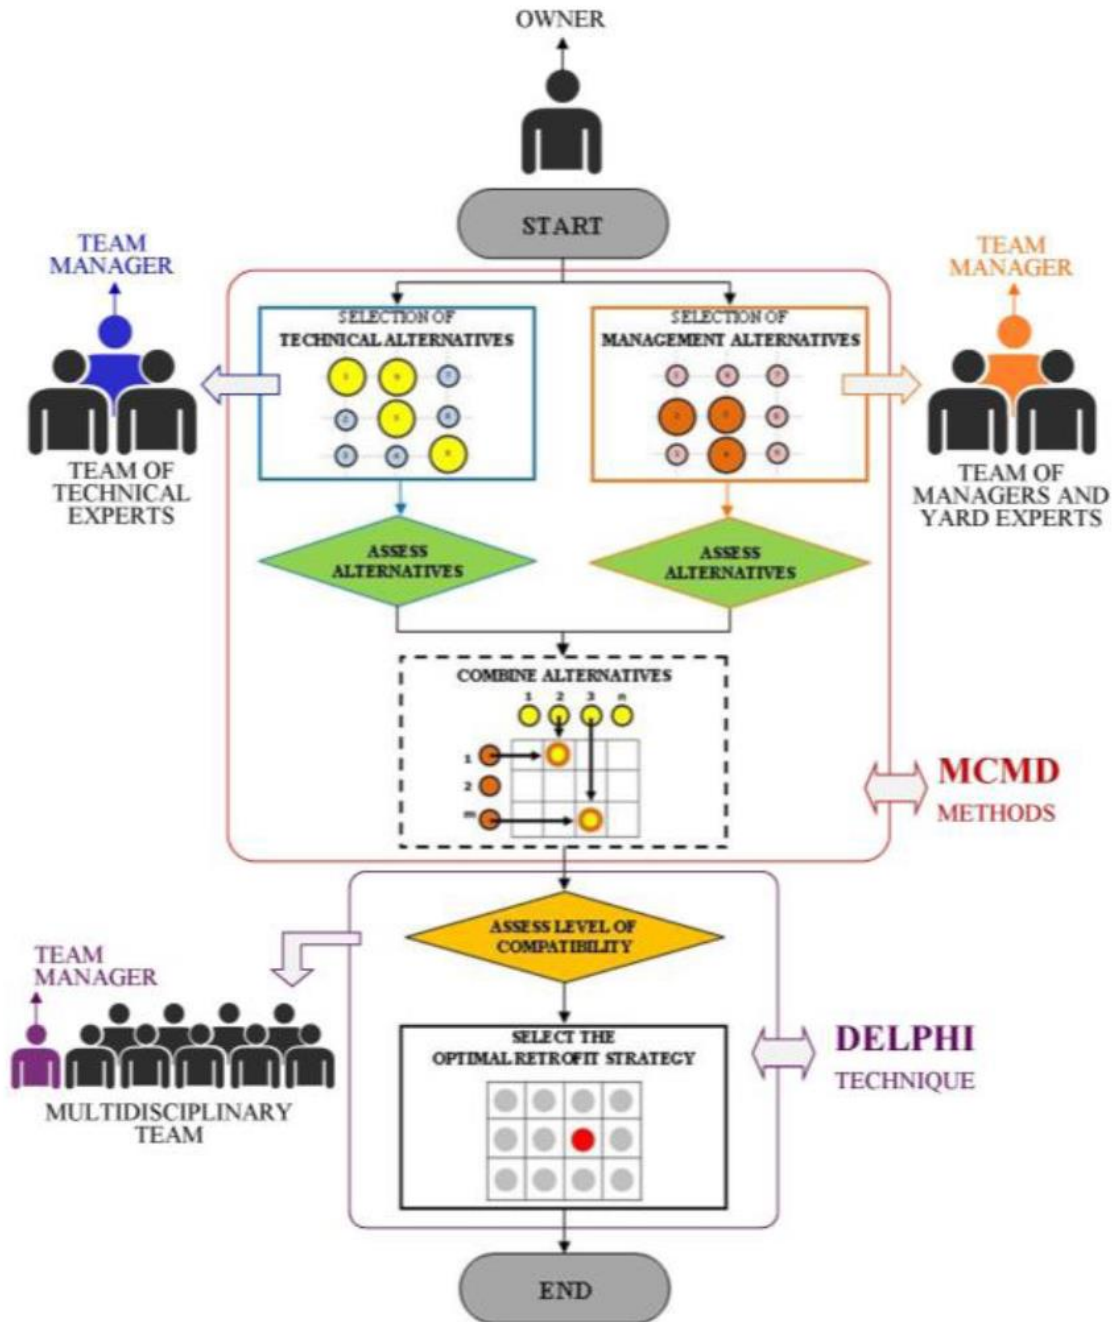 OWNER
START
TEAM
MANAGER
TEAM
MANAGER
SELECTION OF
TECHNICAL ALTERNATIVES
SELECTION OF
MANAGEMENT ALTERNATIVES
TEAM OF
TECHNICAL
EXPERTS
TEAM OF
MANAGERS AND
YARD EXPERTS
ASSESS
ALTERNATIVES
ASSESS
ALTERNATIVES
COMBINE ALTERNATIVES
1 2 3 n
1
2
m
MCMD
METHODS
ASSESS LEVEL OF
COMPATIBILITY
TEAM
MANAGER
MULTIDISCIPLINARY
TEAM
SELECT THE
OPTIMAL RETROFIT STRATEGY
DELPHI
TECHNIQUE
END